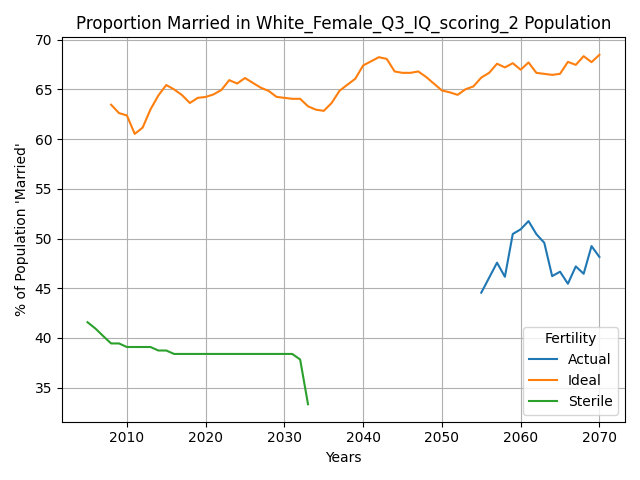 Proportion Married in White_Female_Q3_IQ_scoring_2 Population
% of Population 'Married'
70
65
60
55
50
45
40
35
2010 2020 2030 2040 2050 2060 2070
Years
Fertility
Actual
Ideal
Sterile